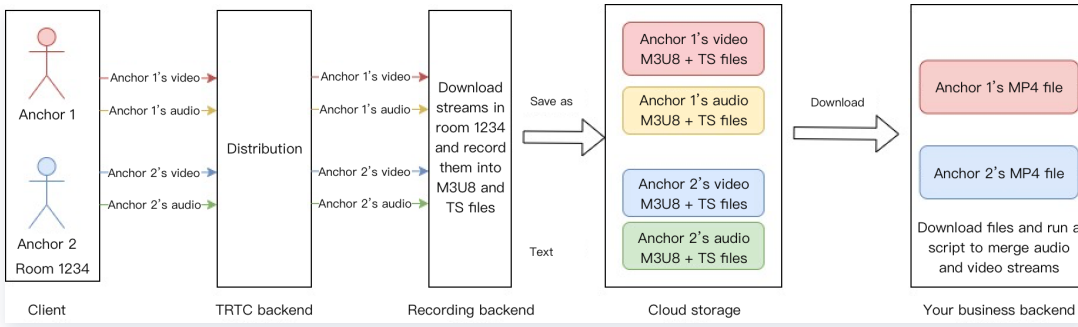 Anchor 1
Anchor 2
Room 1234
Client
Anchor 1's video
Anchor 1's audio
Anchor 2's video
Anchor 2's audio
Distribution
TRTC backend
Anchor 1's video
Anchor 1's audio
Anchor 2's video
Anchor 2's audio
Download
streams in
room 1234
and record
them into
M3U8 and
TS files
Recording backend
Save as
Text
Anchor 1's video
M3U8 + TS files
Anchor 1's audio
M3U8 + TS files
Anchor 2's video
M3U8 + TS files
Anchor 2's audio
M3U8 + TS files
Cloud storage
Download
Anchor 1's MP4 file
Anchor 2's MP4 file
Download files and run a
script to merge audio
and video streams
Your business backend